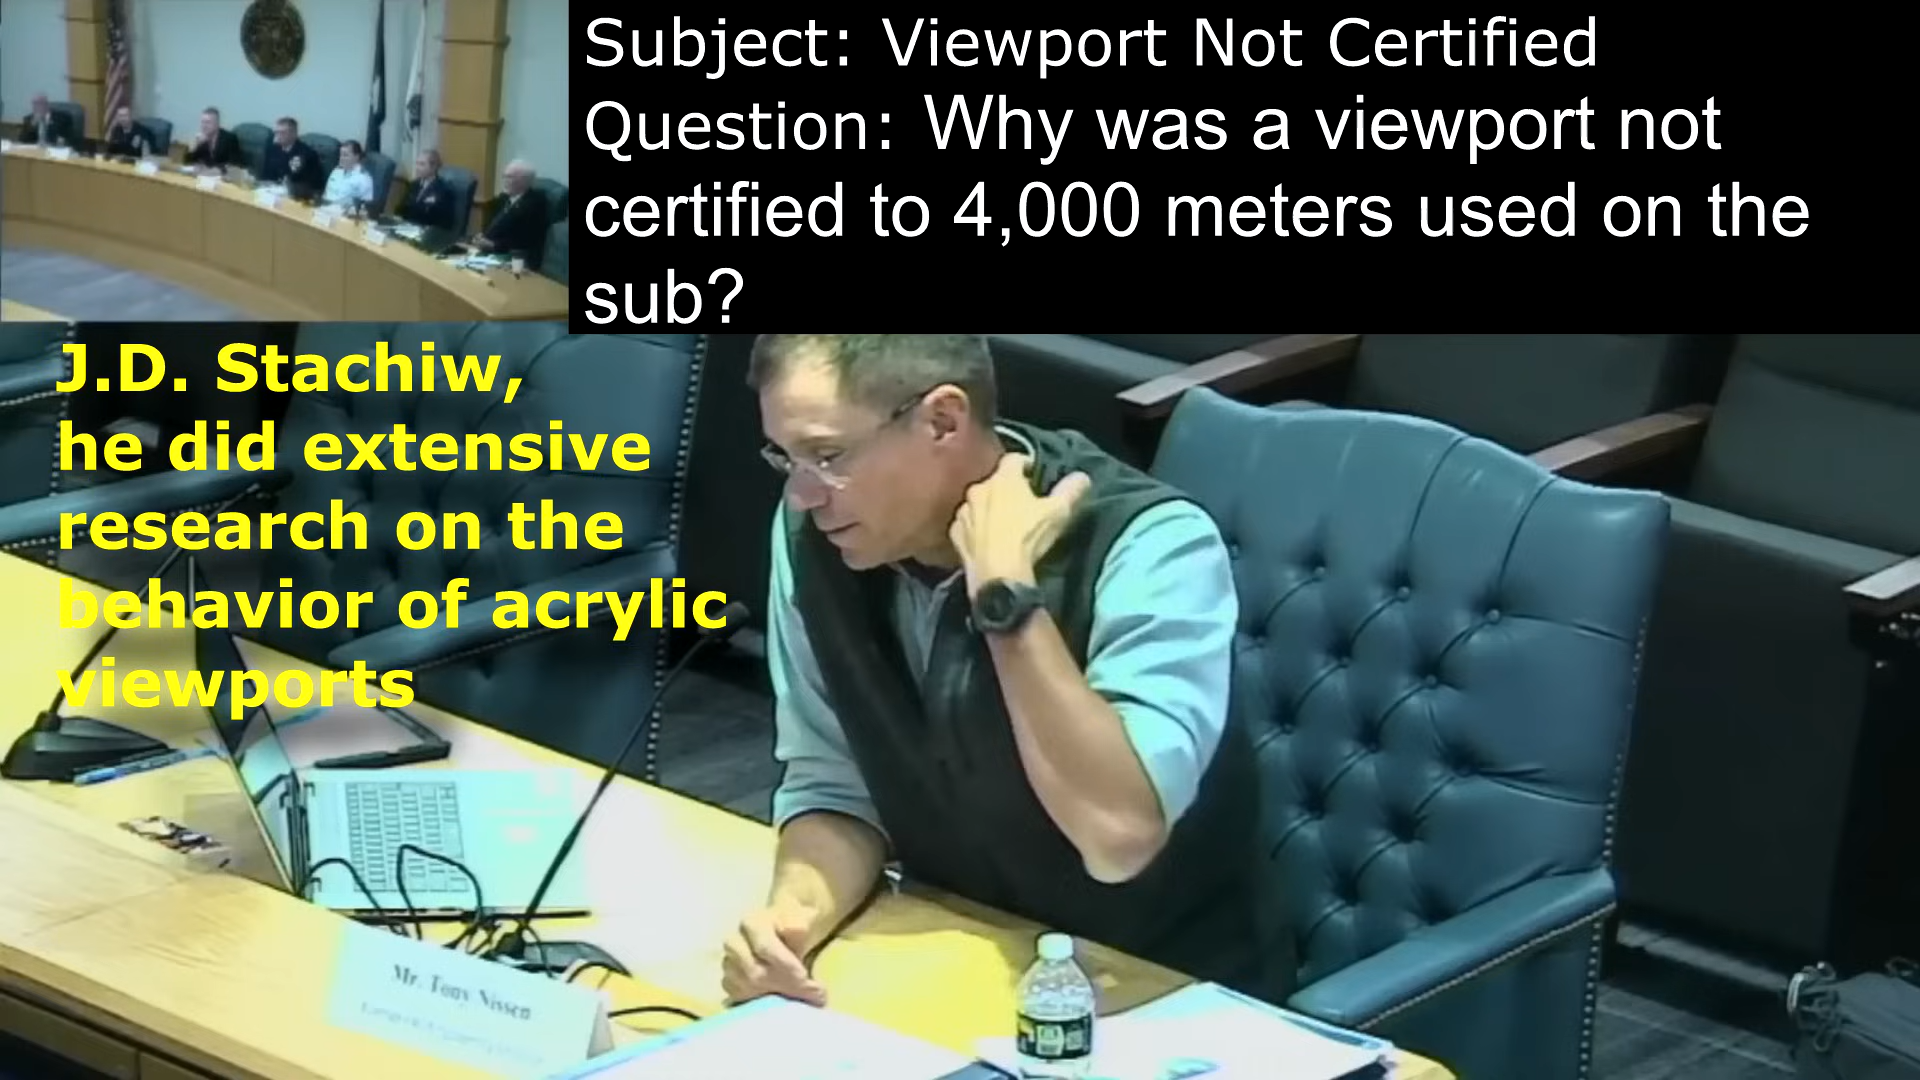 Subject: Viewport Not Certified
Question: Why was a viewport not
certified to 4,000 meters used on the
sub?
J.D. Stachiw,
he did extensive
research on the
behavior of acrylic
viewports
Mr. Tony Nissen